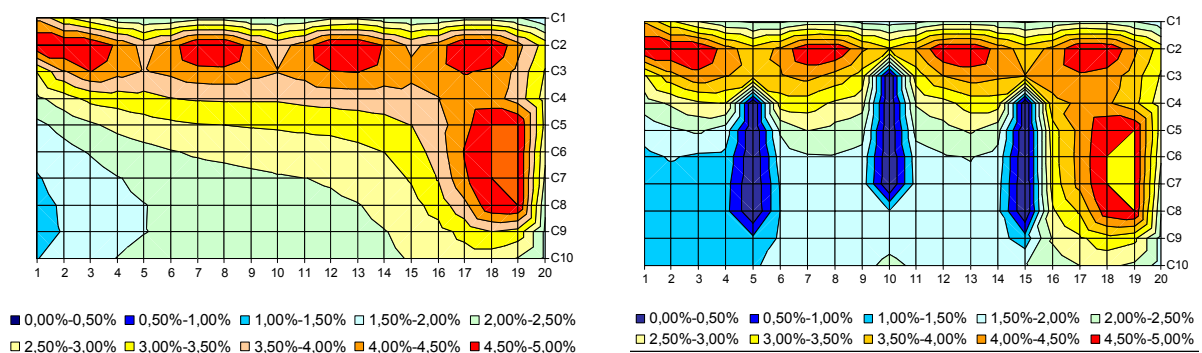 C1
C2
C3
C4
C5
C6
C7
C8
C9
C10
1 2 3 4 5 6 7 8 9 10 11 12 13 14 15 16 17 18 19 20
0,00%-0,50% 0,50%-1,00% 1,00%-1,50% 1,50%-2,00% 2,00%-2,50%
2,50%-3,00% 3,00%-3,50% 3,50%-4,00% 4,00%-4,50% 4,50%-5,00%
C1
C2
C3
C4
C5
C6
C7
C8
C9
C10
1 2 3 4 5 6 7 8 9 10 11 12 13 14 15 16 17 18 19 20
0,00%-0,50% 0,50%-1,00% 1,00%-1,50% 1,50%-2,00% 2,00%-2,50%
2,50%-3,00% 3,00%-3,50% 3,50%-4,00% 4,00%-4,50% 4,50%-5,00%